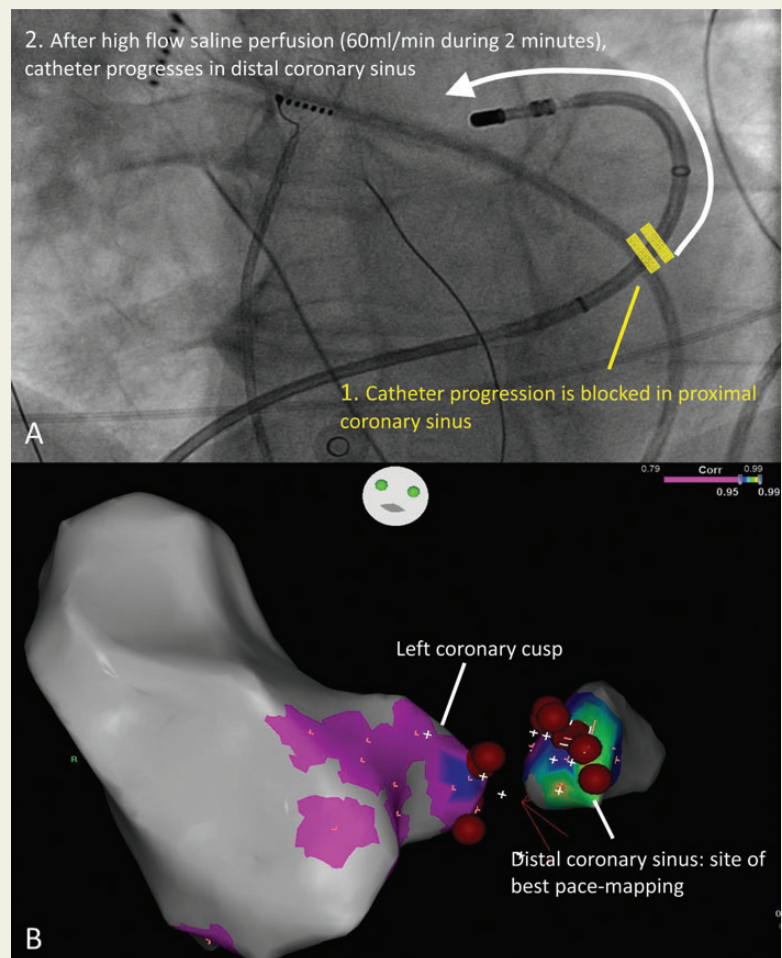 2. After high flow saline perfusion (60ml/min during 2 minutes),
catheter progresses in distal coronary sinus
1. Catheter progression is blocked in proximal
coronary sinus
A
0.79 Corr 0.99
0.95 0.99
Left coronary cusp
R
Distal coronary sinus: site of
best pace-mapping
B